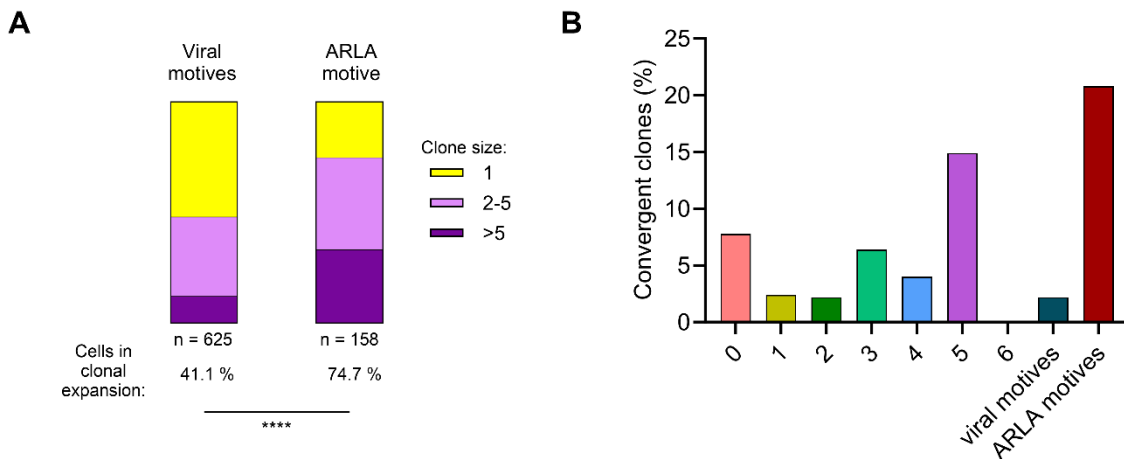 A
Viral
motives
ARLA
motive
Clone size:
1
2-5
>5
n = 625
n = 158
Cells in
clonal
expansion:
41.1 %
74.7 %
****
B
Convergent clones (%)
25
20
15
10
5
0
0
1
2
3
4
5
6
viral motives
ARLA motives